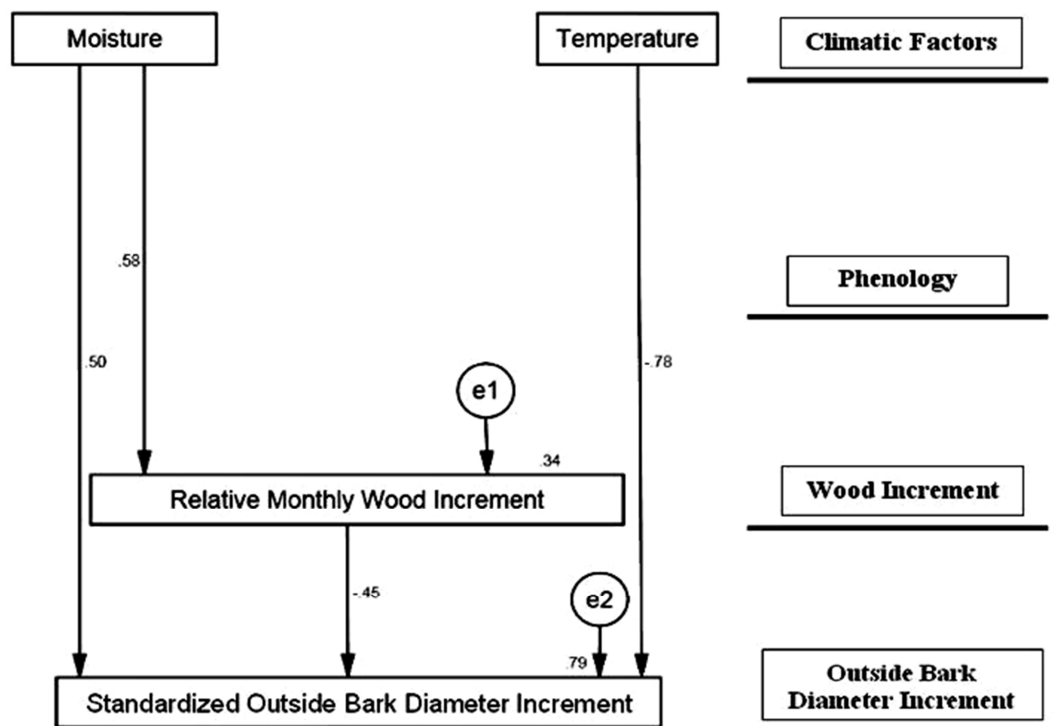 Moisture
Temperature
Climatic Factors
.58
Phenology
.50
-.78
e1
.34
Relative Monthly Wood Increment
Wood Increment
-.45
e2
.79
Standardized Outside Bark Diameter Increment
Outside Bark
Diameter Increment